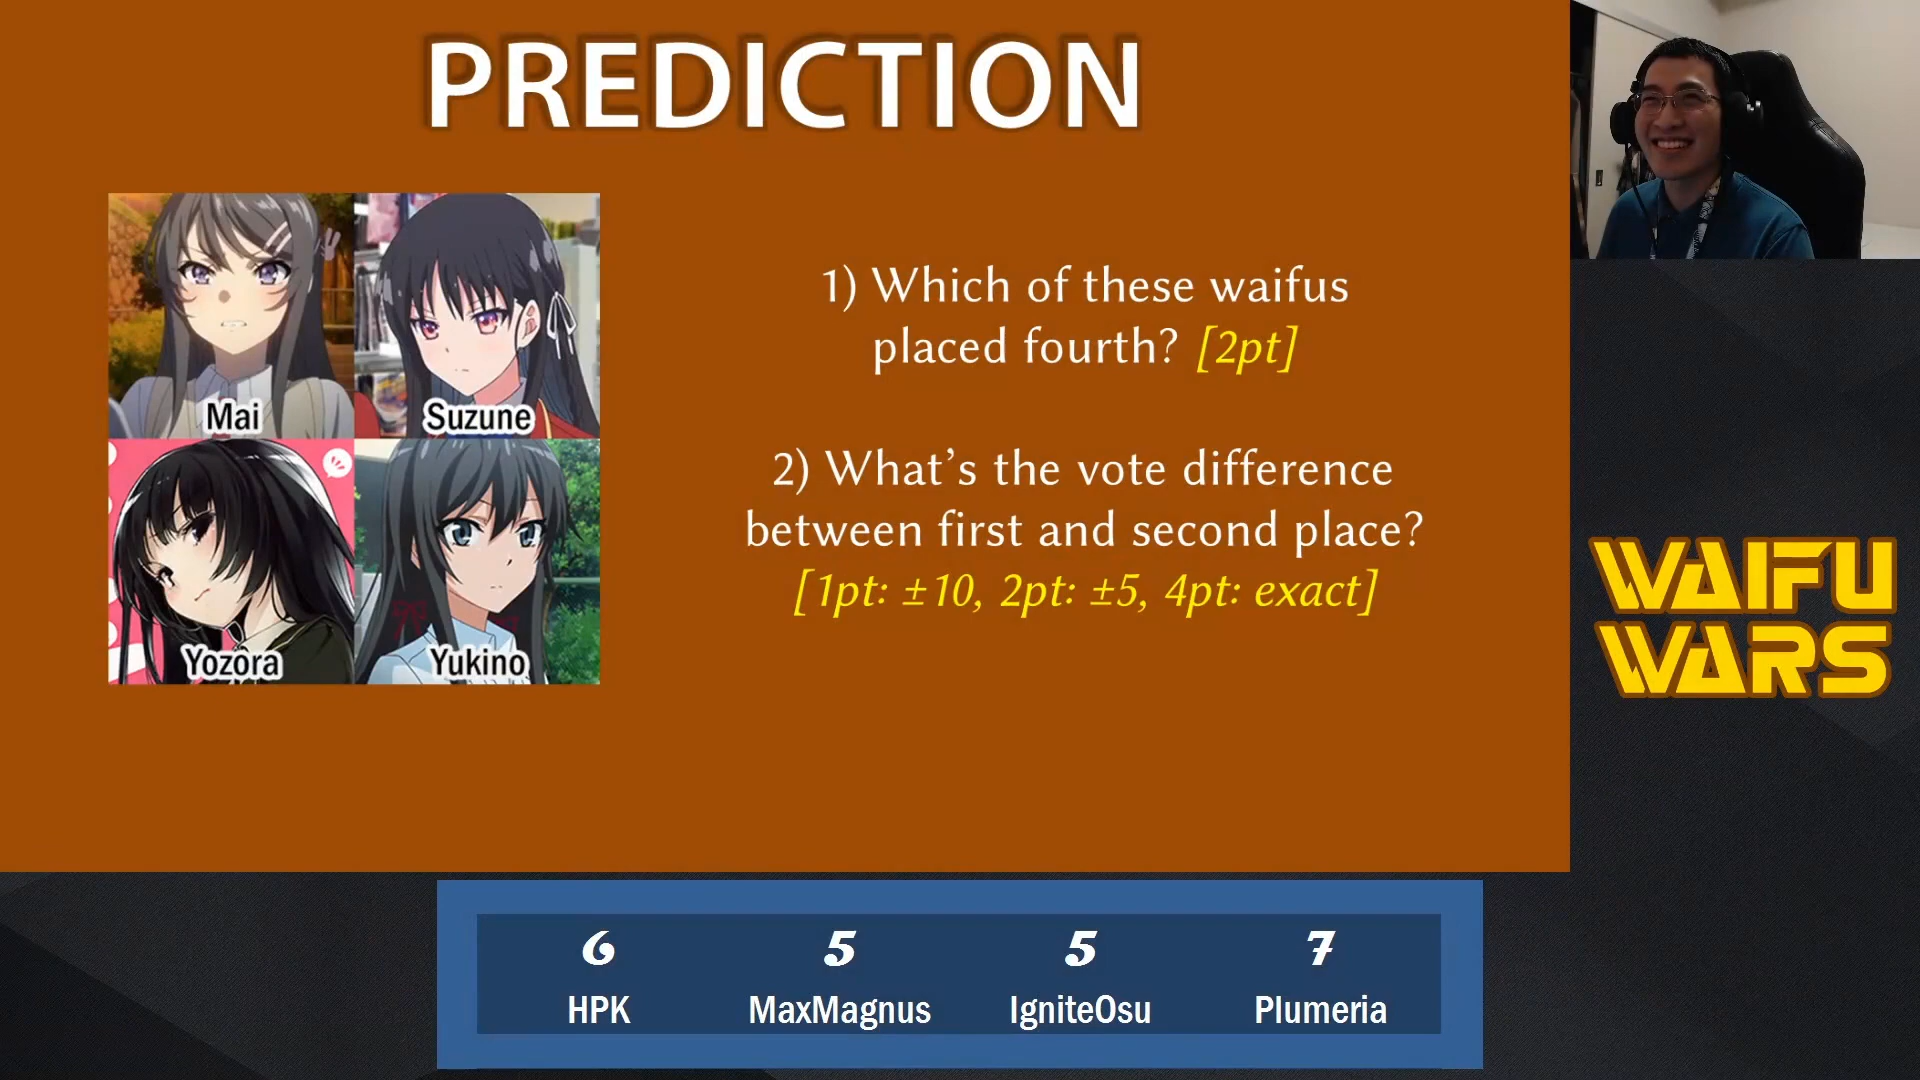 PREDICTION
Mai
Suzune
Yozora
Yukino
1) Which of these waifus
placed fourth? [2pt]
2) What's the vote difference
between first and second place?
[1pt: ±10, 2pt: ±5, 4pt: exact]
WAIFU
WARS
6
5
5
7
HPK
MaxMagnus
IgniteOsu
Plumeria